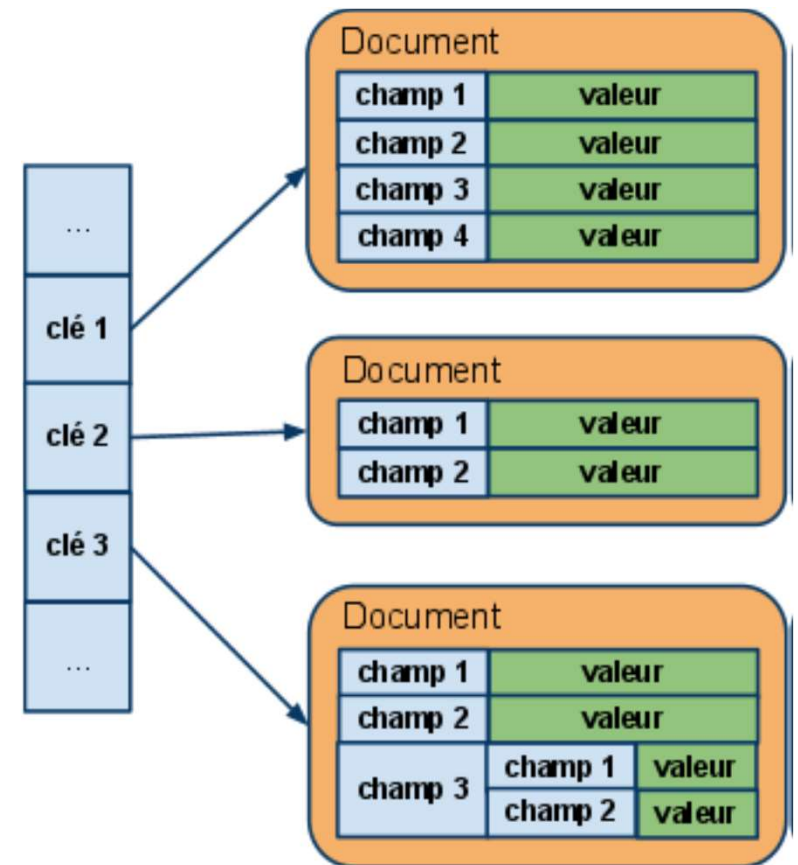 ...
clé 1
clé 2
clé 3
...
Document
champ 1 valeur
champ 2 valeur
champ 3 valeur
champ 4 valeur
Document
champ 1 valeur
champ 2 valeur
Document
champ 1 valeur
champ 2 valeur
champ 3
champ 1 valeur
champ 2 valeur